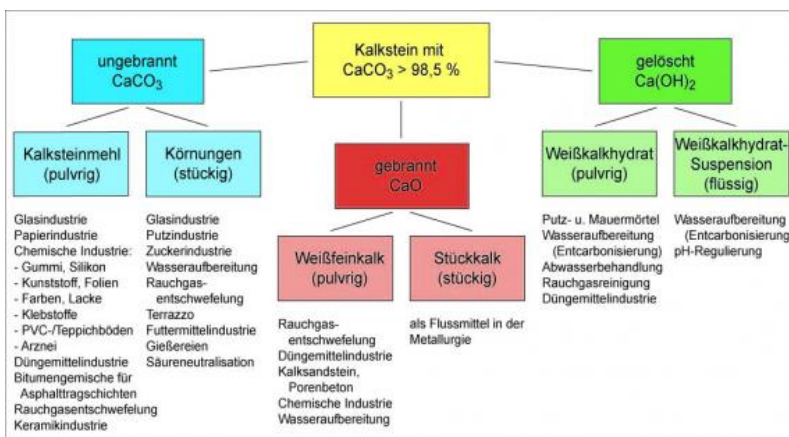 Kalkstein mit
CaCO₃ > 98,5 %
ungebrannt
CaCO₃
gelöscht
Ca(OH)₂
gebrannt
CaO
Kalksteinmehl
(pulvrig)
Körnungen
(stückig)
Weißfeinkalk
(pulvrig)
Stückkalk
(stückig)
Weißkalkhydrat
(pulvrig)
Weißkalkhydrat-
Suspension
(flüssig)
Glasindustrie
Papierindustrie
Chemische Industrie:
- Gummi, Silikon
- Kunststoff, Folien
- Farben, Lacke
- Klebstoffe
- PVC-/Teppichböden
- Arznei
Düngemittelindustrie
Bitumengemische für
Asphalttragschichten
Rauchgasentschwefelung
Keramikindustrie
Glasindustrie
Putzindustrie
Zuckerindustrie
Wasseraufbereitung
Rauchgas-
entschwefelung
Terrazzo
Futtermittelindustrie
Gießereien
Säureneutralisation
Rauchgas-
entschwefelung
Düngemittelindustrie
Kalksandstein,
Porenbeton
Chemische Industrie
Wasseraufbereitung
als Flussmittel in der
Metallurgie
Putz- u. Mauermörtel
Wasseraufbereitung
(Entcarbonisierung)
Abwasserbehandlung
Rauchgasreinigung
Düngemittelindustrie
Wasseraufbereitung
(Entcarbonisierung)
pH-Regulierung